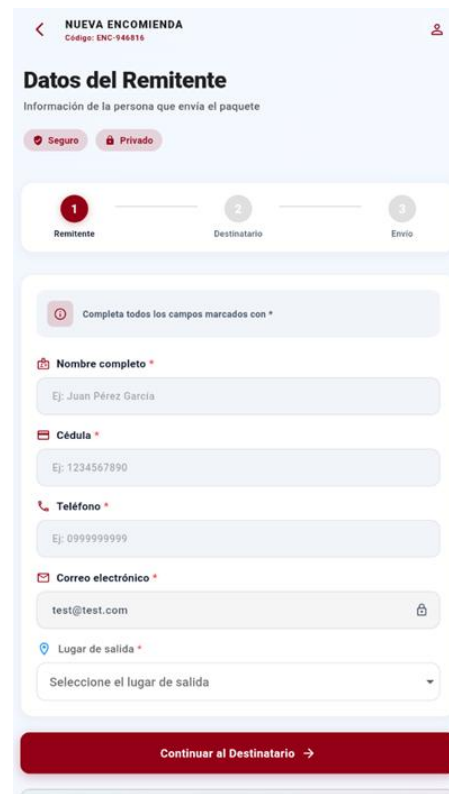 NUEVA ENCOMIENDA
Código: ENC-946816
Datos del Remitente
Información de la persona que envía el paquete
Seguro
Privado
1
2
3
Remitente
Destinatario
Envío
Completa todos los campos marcados con *
Nombre completo *
Ej: Juan Pérez García
Cédula *
Ej: 1234567890
Teléfono *
Ej: 0999999999
Correo electrónico *
test@test.com
Lugar de salida *
Seleccione el lugar de salida
Continuar al Destinatario →